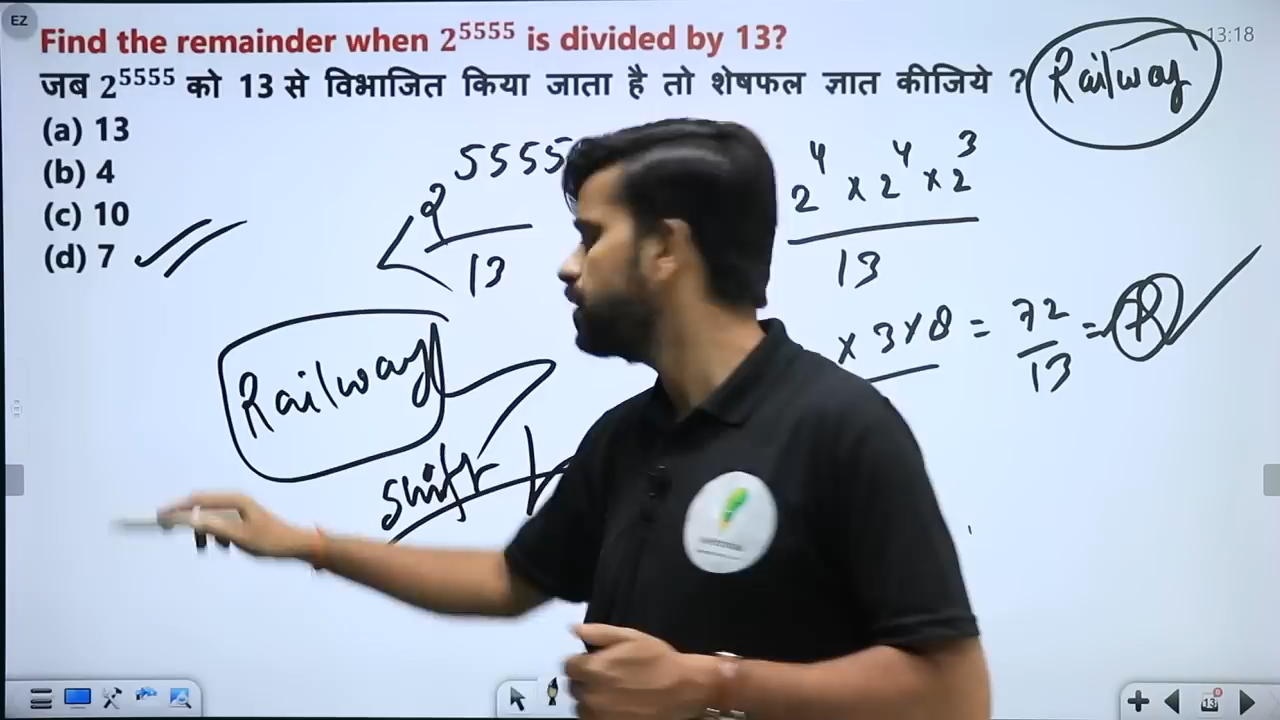 EZ
Find the remainder when 2^5555 is divided by 13?
13:18
जब 2^5555 को 13 से विभाजित किया जाता है तो शेषफल ज्ञात कीजिये ?
Railway
(a) 13
(b) 4
(c) 10
(d) 7
2^5555
13
2^4 × 2^4 × 2^3
13
× 3 × 8 = 72
13
=
Railway
Shift
13